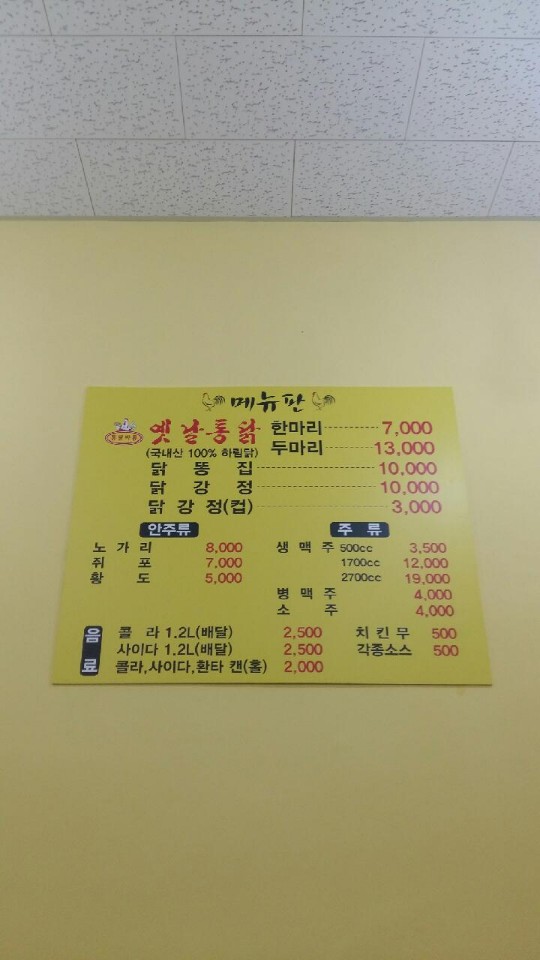 메뉴판
옛날통닭 한마리 7,000
(국내산 100% 하림닭) 두마리 13,000
닭똥집 10,000
닭강정 10,000
닭강정(컵) 3,000
안주류
노가리 8,000
쥐포 7,000
황도 5,000
주류
생맥주 500cc 3,500
1700cc 12,000
2700cc 19,000
병맥주 4,000
소주 4,000
음료
콜라 1.2L(배달) 2,500
사이다 1.2L(배달) 2,500
콜라,사이다,환타 캔(홀) 2,000
치킨무 500
각종소스 500